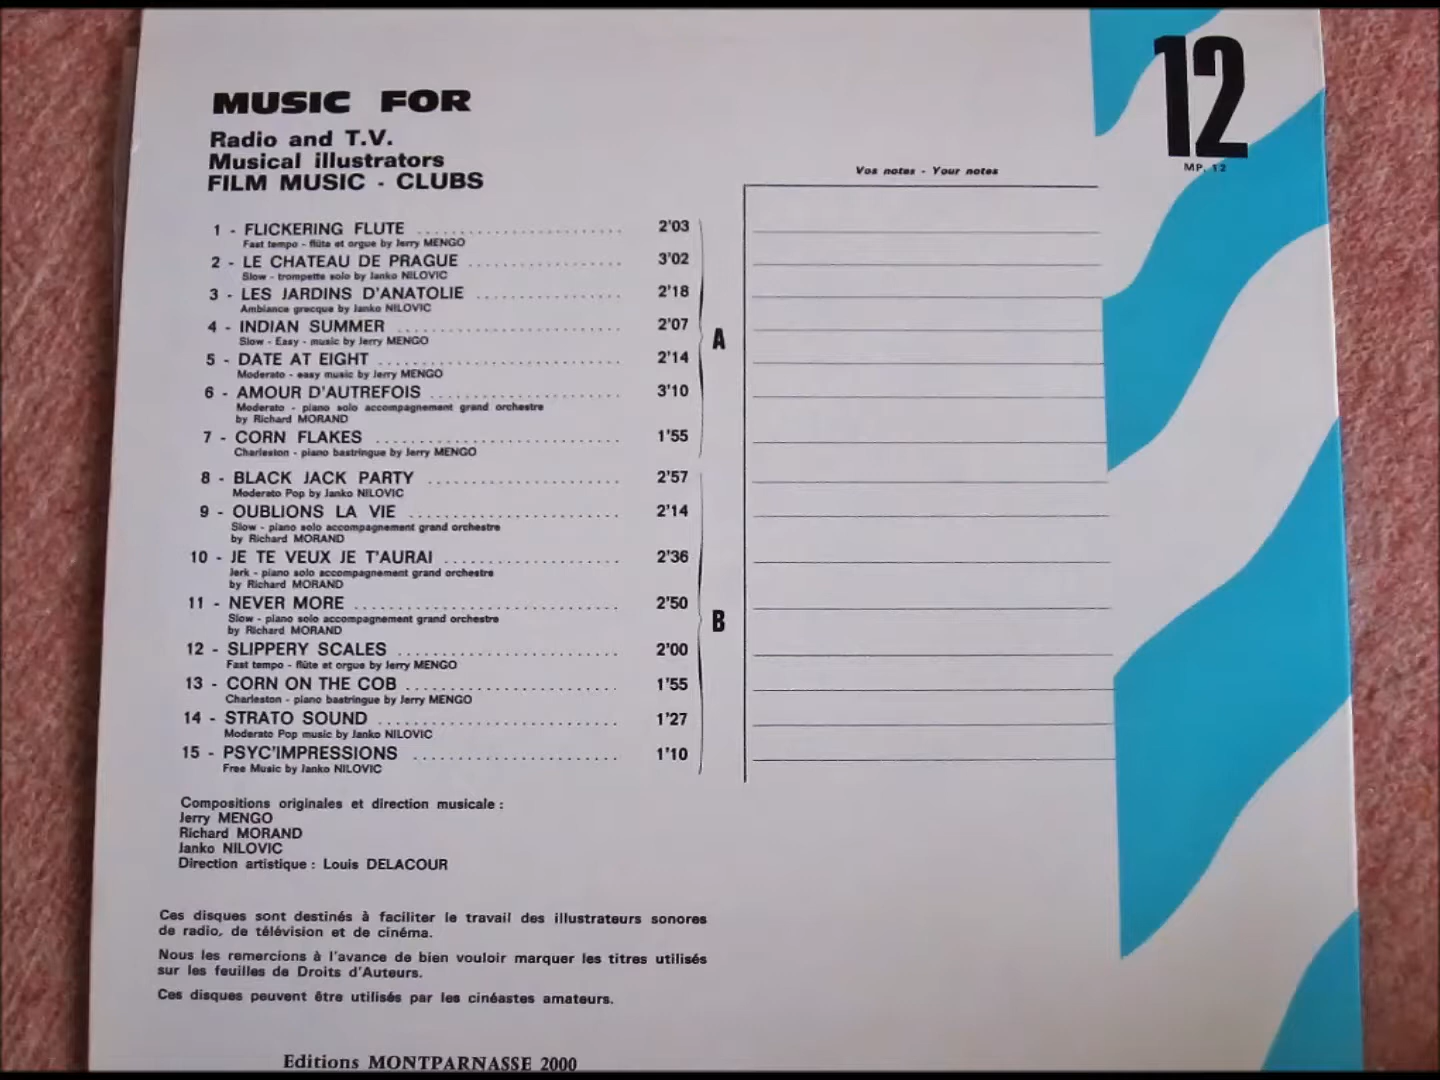 12
MP. 12
MUSIC FOR
Radio and T.V.
Musical illustrators
FILM MUSIC - CLUBS
Vos notes - Your notes
1 - FLICKERING FLUTE ........................ 2'03
Fast tempo - flûte et orgue by Jerry MENGO
2 - LE CHATEAU DE PRAGUE .................. 3'02
Slow - trompette solo by Janko NILOVIC
3 - LES JARDINS D'ANATOLIE ................. 2'18
Ambiance grecque by Janko NILOVIC
4 - INDIAN SUMMER .......................... 2'07
Slow - Easy - music by Jerry MENGO
5 - DATE AT EIGHT ............................ 2'14
Moderato - easy music by Jerry MENGO
6 - AMOUR D'AUTREFOIS ...................... 3'10
Moderato - piano solo accompagnement grand orchestre
by Richard MORAND
7 - CORN FLAKES ............................. 1'55
Charleston - piano bastringue by Jerry MENGO
A
8 - BLACK JACK PARTY ...................... 2'57
Moderato Pop by Janko NILOVIC
9 - OUBLIONS LA VIE ........................ 2'14
Slow - piano solo accompagnement grand orchestre
by Richard MORAND
10 - JE TE VEUX JE T'AURAI .................... 2'36
Jerk - piano solo accompagnement grand orchestre
by Richard MORAND
11 - NEVER MORE ............................... 2'50
Slow - piano solo accompagnement grand orchestre
by Richard MORAND
12 - SLIPPERY SCALES ......................... 2'00
Fast tempo - flûte et orgue by Jerry MENGO
13 - CORN ON THE COB ........................ 1'55
Charleston - piano bastringue by Jerry MENGO
14 - STRATO SOUND ............................ 1'27
Moderato Pop music by Janko NILOVIC
15 - PSYC'IMPRESSIONS ....................... 1'10
Free Music by Janko NILOVIC
B
Compositions originales et direction musicale :
Jerry MENGO
Richard MORAND
Janko NILOVIC
Direction artistique : Louis DELACOUR
Ces disques sont destinés à faciliter le travail des illustrateurs sonores
de radio, de télévision et de cinéma.
Nous les remercions à l'avance de bien vouloir marquer les titres utilisés
sur les feuilles de Droits d'Auteurs.
Ces disques peuvent être utilisés par les cinéastes amateurs.
Editions MONTPARNASSE 2000